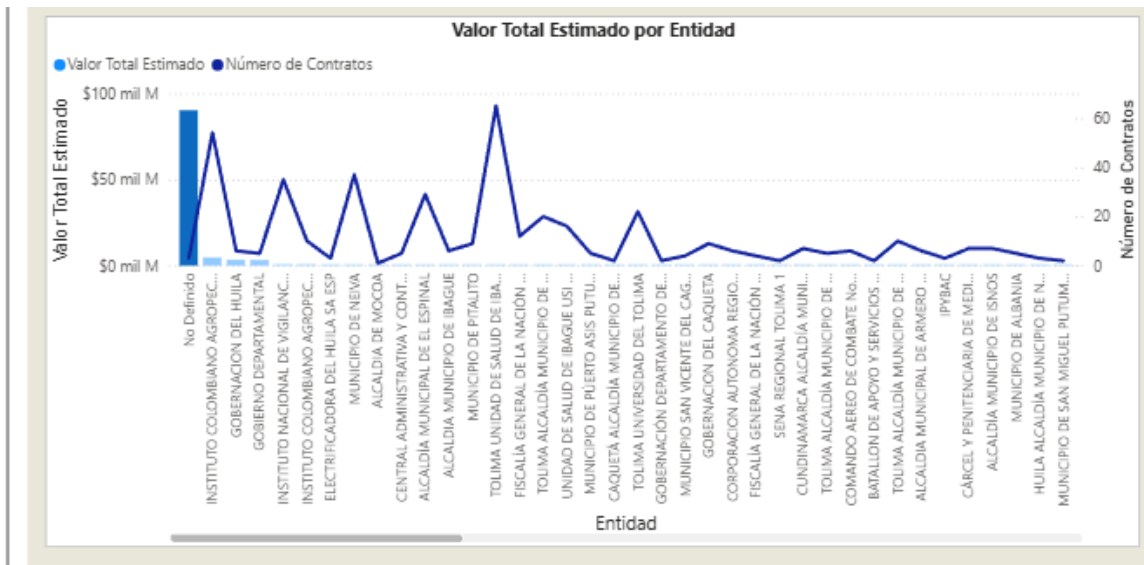 Valor Total Estimado por Entidad
Valor Total Estimado Número de Contratos
Valor Total Estimado
$100 mil M
$50 mil M
$0 mil M
60
40
20
0
Número de Contratos
No Definido
INSTITUTO COLOMBIANO AGROPEC...
GOBERNACION DEL HUILA
GOBIERNO DEPARTAMENTAL
INSTITUTO NACIONAL DE VIGILANC...
INSTITUTO COLOMBIANO AGROPEC...
ELECTRIFICADORA DEL HUILA SA ESP
MUNICIPIO DE NEIVA
ALCALDIA DE MOCOA
CENTRAL ADMINISTRATIVA Y CONT...
ALCALDIA MUNICIPAL DE EL ESPINAL
ALCALDIA MUNICIPIO DE IBAGUE
MUNICIPIO DE PITALITO
TOLIMA UNIDAD DE SALUD DE IBA...
FISCALÍA GENERAL DE LA NACIÓN ...
TOLIMA ALCALDÍA MUNICIPIO DE ...
UNIDAD DE SALUD DE IBAGUE USI ...
MUNICIPIO DE PUERTO ASIS PUTU...
CAQUETA ALCALDÍA MUNICIPIO DE...
TOLIMA UNIVERSIDAD DEL TOLIMA
GOBERNACIÓN DEPARTAMENTO DE...
MUNICIPIO SAN VICENTE DEL CAG...
GOBERNACION DEL CAQUETA
CORPORACION AUTONOMA REGIO...
FISCALÍA GENERAL DE LA NACIÓN ...
SENA REGIONAL TOLIMA 1
CUNDINAMARCA ALCALDÍA MUNI...
TOLIMA ALCALDÍA MUNICIPIO DE ...
COMANDO AEREO DE COMBATE No...
BATALLON DE APOYO Y SERVICIOS ...
TOLIMA ALCALDÍA MUNICIPIO DE ...
ALCALDIA MUNICIPAL DE ARMERO ...
IPYBAC
CÁRCEL Y PENITENCIARIA DE MEDI...
ALCALDÍA MUNICIPIO DE ISNOS
MUNICIPIO DE ALBANIA
HUILA ALCALDÍA MUNICIPIO DE N...
MUNICIPIO DE SAN MIGUEL PUTUM...
Entidad